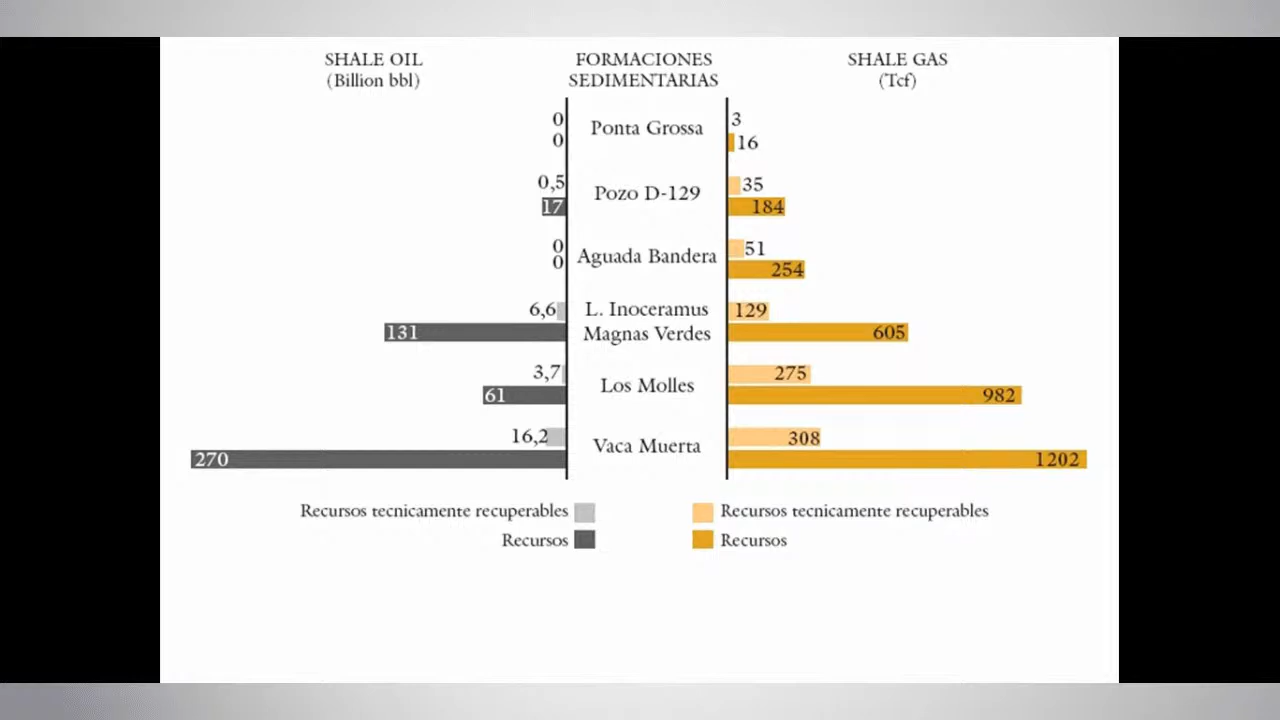 SHALE OIL
(Billion bbl)
FORMACIONES
SEDIMENTARIAS
SHALE GAS
(Tcf)
0
0
Ponta Grossa
3
16
0,5
17
Pozo D-129
35
184
0
0
Aguada Bandera
51
254
6,6
131
L. Inoceramus
Magnas Verdes
129
605
3,7
61
Los Molles
275
982
16,2
270
Vaca Muerta
308
1202
Recursos tecnicamente recuperables
Recursos
Recursos tecnicamente recuperables
Recursos